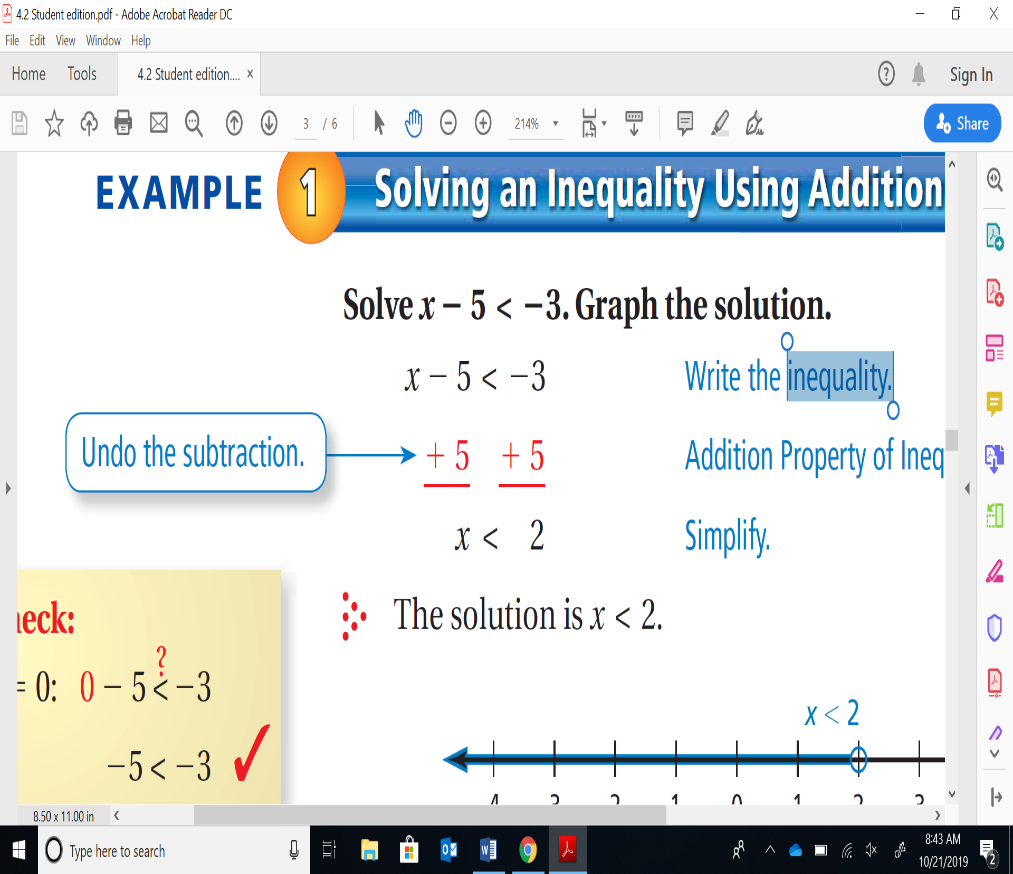 4.2 Student edition.pdf - Adobe Acrobat Reader DC
File Edit View Window Help
Home Tools 4.2 Student edition.... × Sign In
3 / 6 214% Share
EXAMPLE 1 Solving an Inequality Using Addition
Solve x − 5 < −3. Graph the solution.
x − 5 < −3 Write the inequality.
Undo the subtraction. + 5 + 5 Addition Property of Ineq
x < 2 Simplify.
The solution is x < 2.
eck:
= 0: 0 − 5 <? −3
−5 < −3 ✓
x < 2
8.50 x 11.00 in
Type here to search
8:43 AM
10/21/2019
2